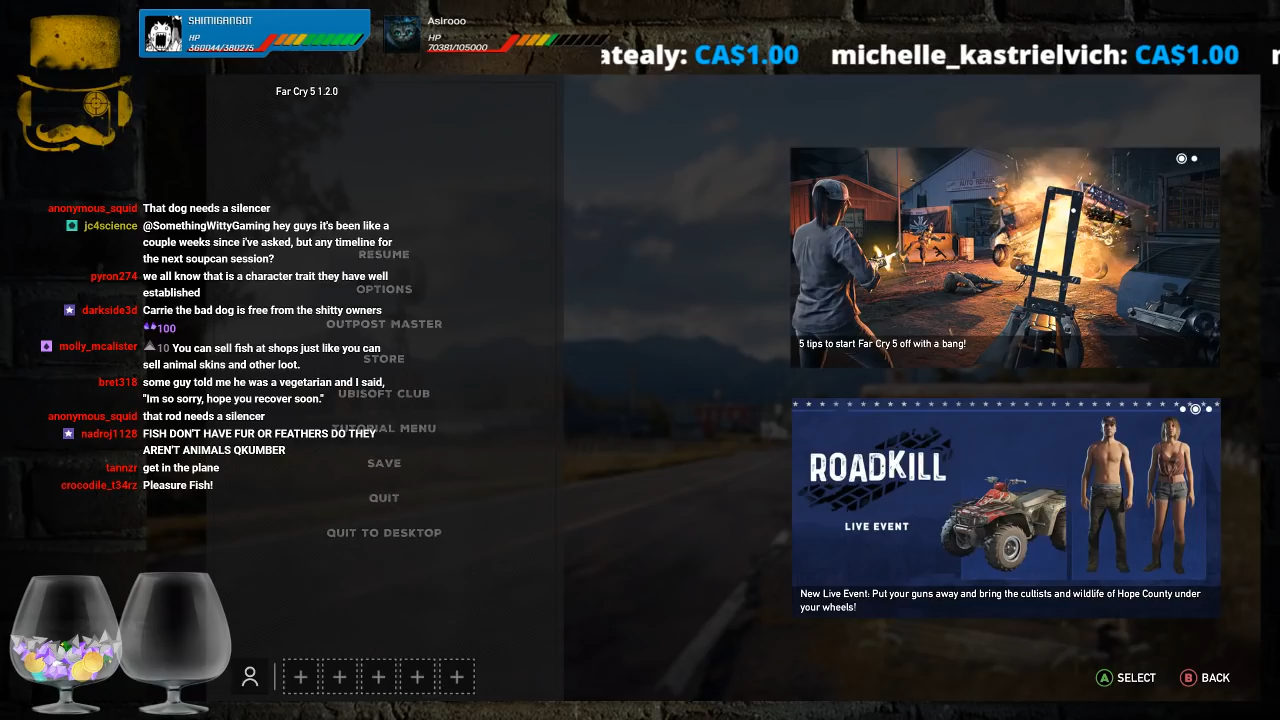 SHIMIGANGOT
HP
360044/380275
Asirooo
HP
70381/105000
atealy: CA$1.00 michelle_kastrielvich: CA$1.00
Far Cry 5 1.2.0
anonymous_squid That dog needs a silencer
jc4science @SomethingWittyGaming hey guys it's been like a
couple weeks since i've asked, but any timeline for
the next soupcan session?
pyron274 we all know that is a character trait they have well
established
darkside3d Carrie the bad dog is free from the shitty owners
100
molly_mcalister 10 You can sell fish at shops just like you can
sell animal skins and other loot.
bret318 some guy told me he was a vegetarian and I said,
"Im so sorry, hope you recover soon."
anonymous_squid that rod needs a silencer
nadroj1128 FISH DON'T HAVE FUR OR FEATHERS DO THEY
AREN'T ANIMALS QKUMBER
tannzr get in the plane
crocodile_t34rz Pleasure Fish!
RESUME
OPTIONS
OUTPOST MASTER
STORE
UBISOFT CLUB
TUTORIAL MENU
SAVE
QUIT
QUIT TO DESKTOP
AUTO REPAIR
5 tips to start Far Cry 5 off with a bang!
ROADKILL
LIVE EVENT
New Live Event: Put your guns away and bring the cultists and wildlife of Hope County under
your wheels!
A SELECT B BACK